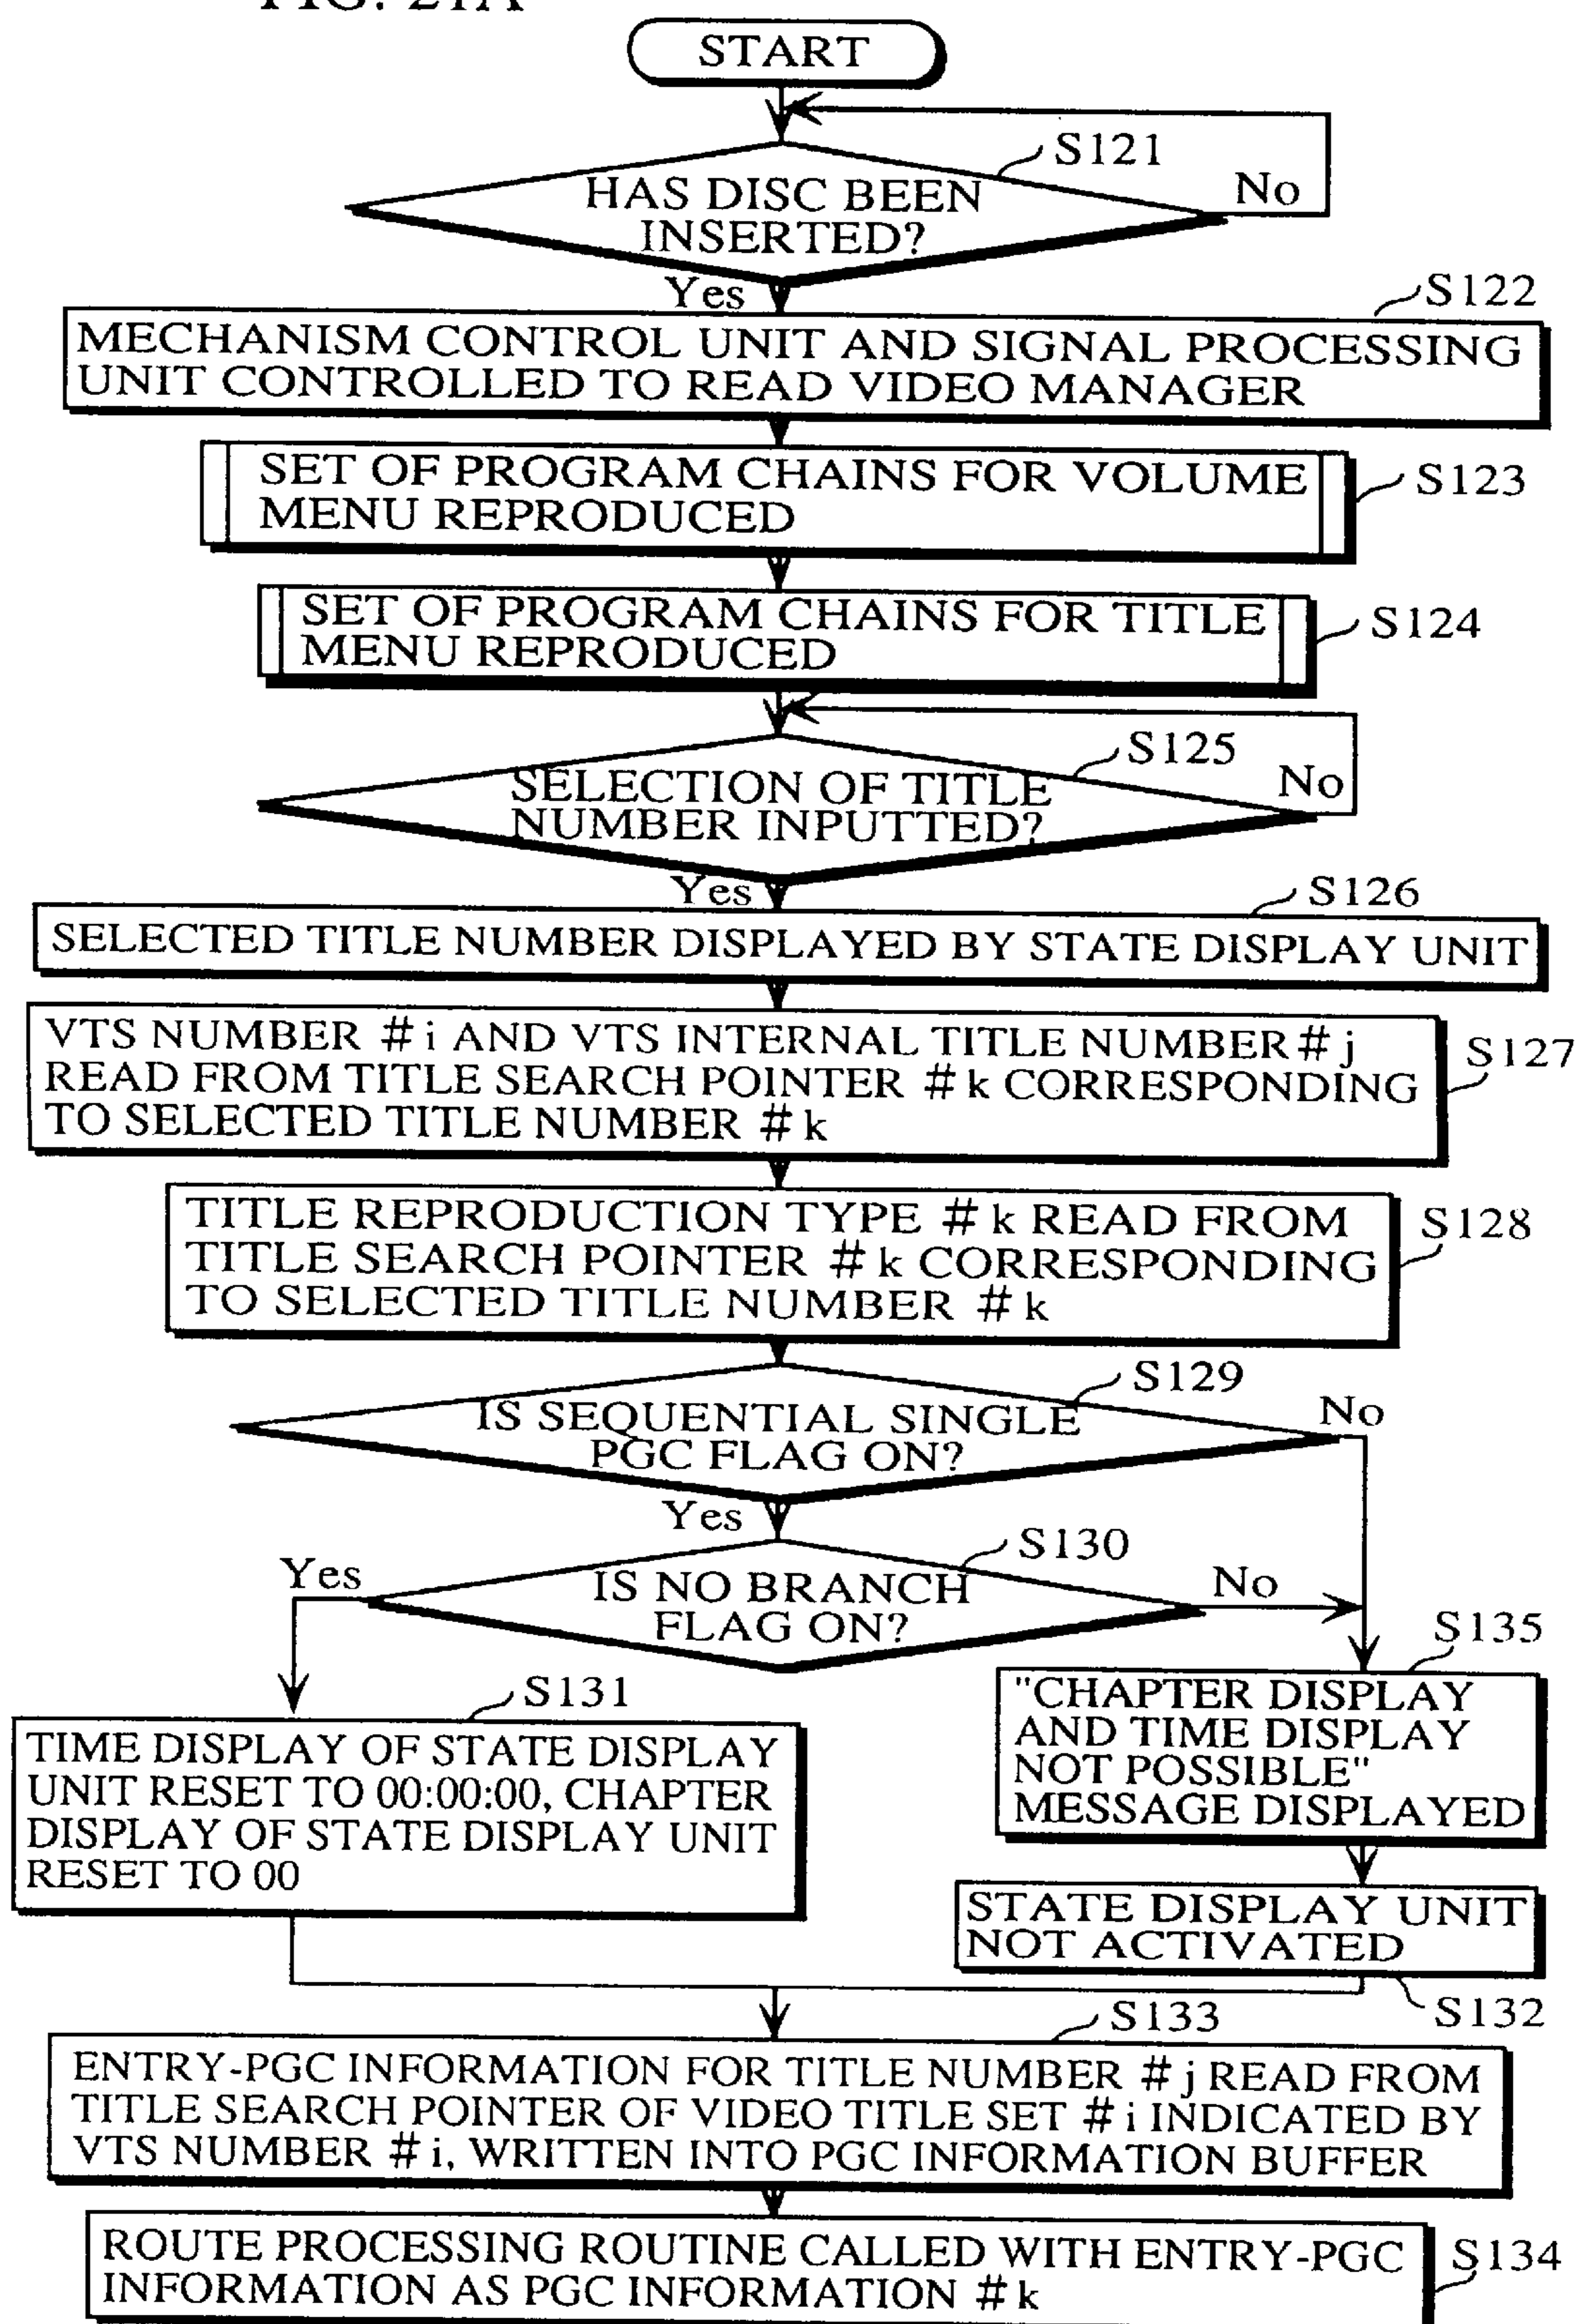 FIG. 21A
START
S121
HAS DISC BEEN
INSERTED?
No
Yes
S122
MECHANISM CONTROL UNIT AND SIGNAL PROCESSING
UNIT CONTROLLED TO READ VIDEO MANAGER
SET OF PROGRAM CHAINS FOR VOLUME
MENU REPRODUCED
S123
SET OF PROGRAM CHAINS FOR TITLE
MENU REPRODUCED
S124
S125
SELECTION OF TITLE
NUMBER INPUTTED?
No
Yes
S126
SELECTED TITLE NUMBER DISPLAYED BY STATE DISPLAY UNIT
VTS NUMBER #i AND VTS INTERNAL TITLE NUMBER #j
READ FROM TITLE SEARCH POINTER #k CORRESPONDING
TO SELECTED TITLE NUMBER #k
S127
TITLE REPRODUCTION TYPE #k READ FROM
TITLE SEARCH POINTER #k CORRESPONDING
TO SELECTED TITLE NUMBER #k
S128
S129
IS SEQUENTIAL SINGLE
PGC FLAG ON?
No
Yes
S130
Yes
IS NO BRANCH
FLAG ON?
No
S135
"CHAPTER DISPLAY
AND TIME DISPLAY
NOT POSSIBLE"
MESSAGE DISPLAYED
S131
TIME DISPLAY OF STATE DISPLAY
UNIT RESET TO 00:00:00, CHAPTER
DISPLAY OF STATE DISPLAY UNIT
RESET TO 00
STATE DISPLAY UNIT
NOT ACTIVATED
S132
S133
ENTRY-PGC INFORMATION FOR TITLE NUMBER #j READ FROM
TITLE SEARCH POINTER OF VIDEO TITLE SET #i INDICATED BY
VTS NUMBER #i, WRITTEN INTO PGC INFORMATION BUFFER
ROUTE PROCESSING ROUTINE CALLED WITH ENTRY-PGC
INFORMATION AS PGC INFORMATION #k
S134